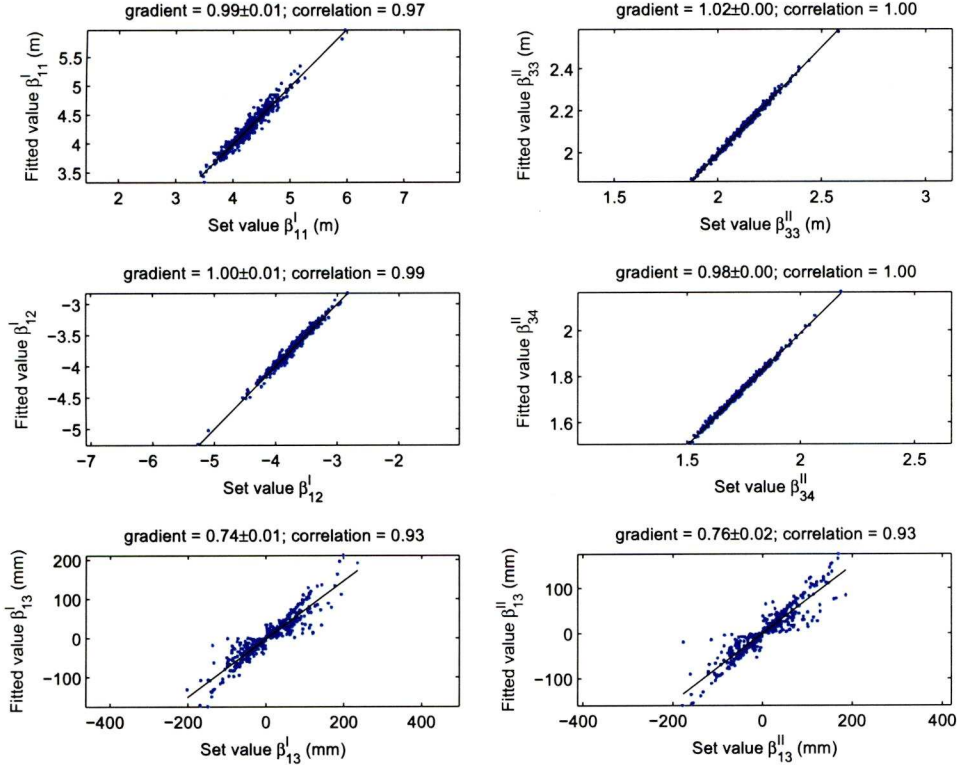 gradient = 0.99±0.01; correlation = 0.97
Fitted value β^I_11 (m)
5.5
5
4.5
4
3.5
2 3 4 5 6 7
Set value β^I_11 (m)
gradient = 1.02±0.00; correlation = 1.00
Fitted value β^II_33 (m)
2.4
2.2
2
1.5 2 2.5 3
Set value β^II_33 (m)
gradient = 1.00±0.01; correlation = 0.99
Fitted value β^I_12
−3
−3.5
−4
−4.5
−5
−7 −6 −5 −4 −3 −2
Set value β^I_12
gradient = 0.98±0.00; correlation = 1.00
Fitted value β^II_34
2
1.8
1.6
1.5 2 2.5
Set value β^II_34
gradient = 0.74±0.01; correlation = 0.93
Fitted value β^I_13 (mm)
200
100
0
−100
−400 −200 0 200 400
Set value β^I_13 (mm)
gradient = 0.76±0.02; correlation = 0.93
Fitted value β^II_13 (mm)
100
0
−100
−400 −200 0 200 400
Set value β^II_13 (mm)